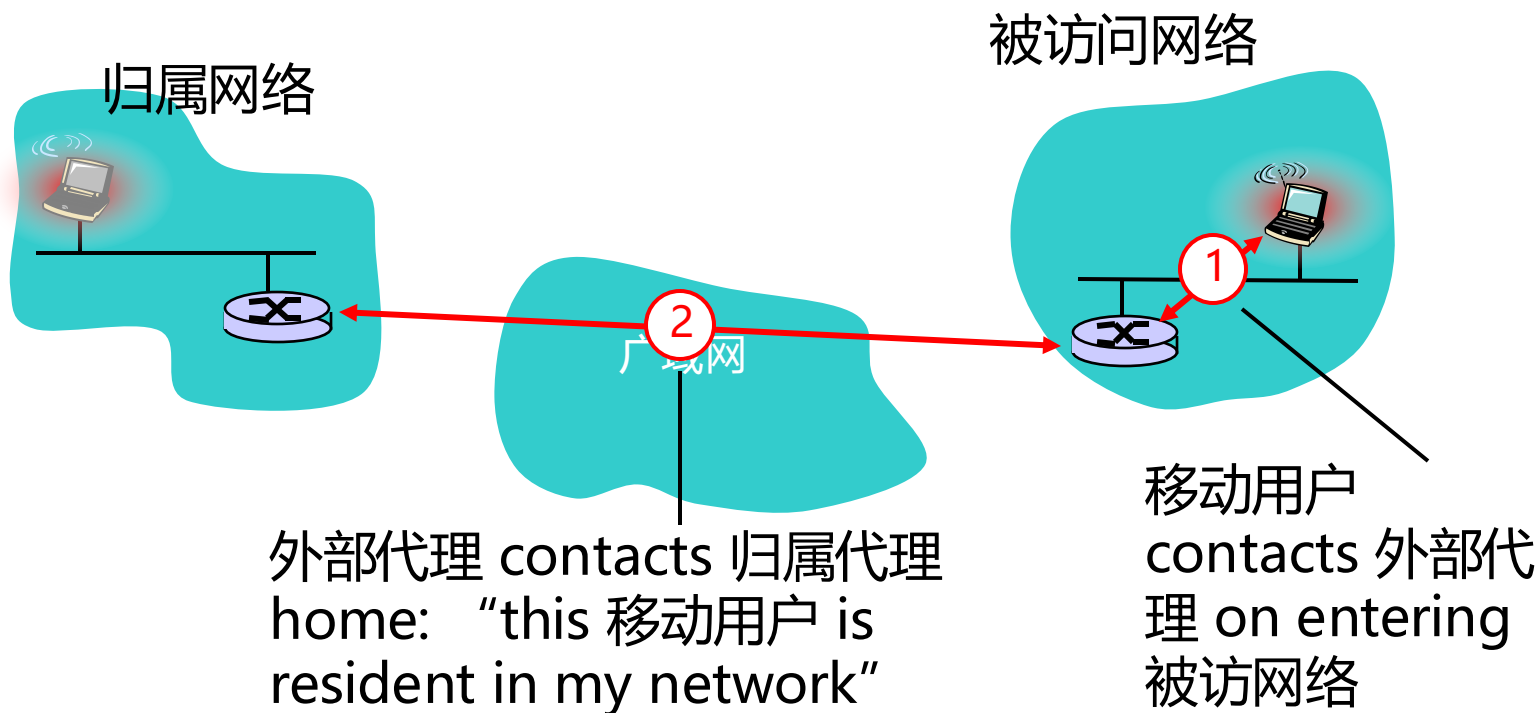 被访问网络
归属网络
1
2
广域网
外部代理 contacts 归属代理
home: “this 移动用户 is
resident in my network”
移动用户
contacts 外部代
理 on entering
被访网络